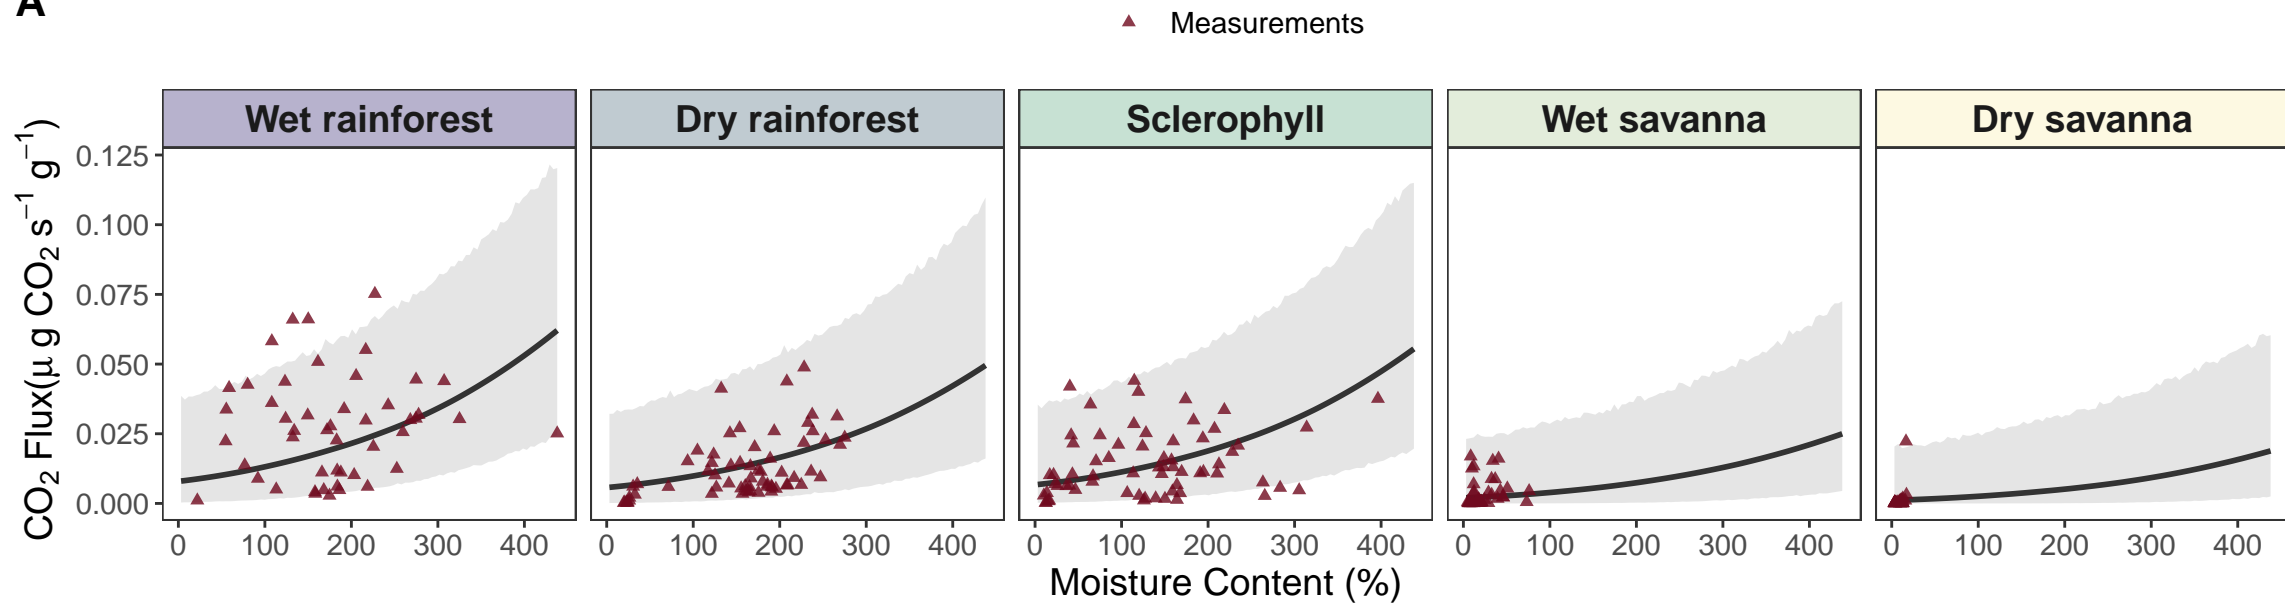 A
Measurements
Wet rainforest Dry rainforest Sclerophyll Wet savanna Dry savanna
CO₂ Flux(μ g CO₂ s⁻¹ g⁻¹)
0.125
0.100
0.075
0.050
0.025
0.000
0 100 200 300 400 0 100 200 300 400 0 100 200 300 400 0 100 200 300 400 0 100 200 300 400
Moisture Content (%)